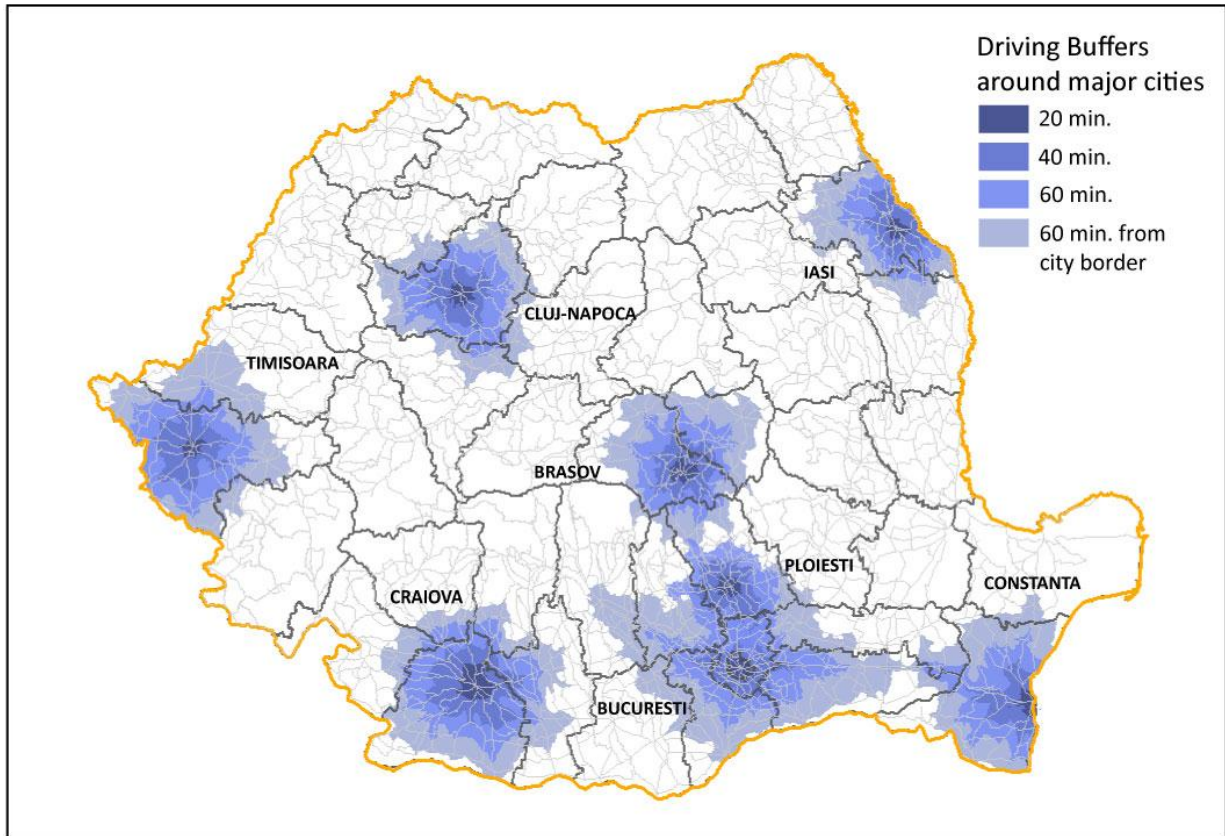 Driving Buffers
around major cities
20 min.
40 min.
60 min.
60 min. from
city border
IASI
CLUJ-NAPOCA
TIMISOARA
BRASOV
PLOIESTI
CONSTANTA
CRAIOVA
BUCURESTI